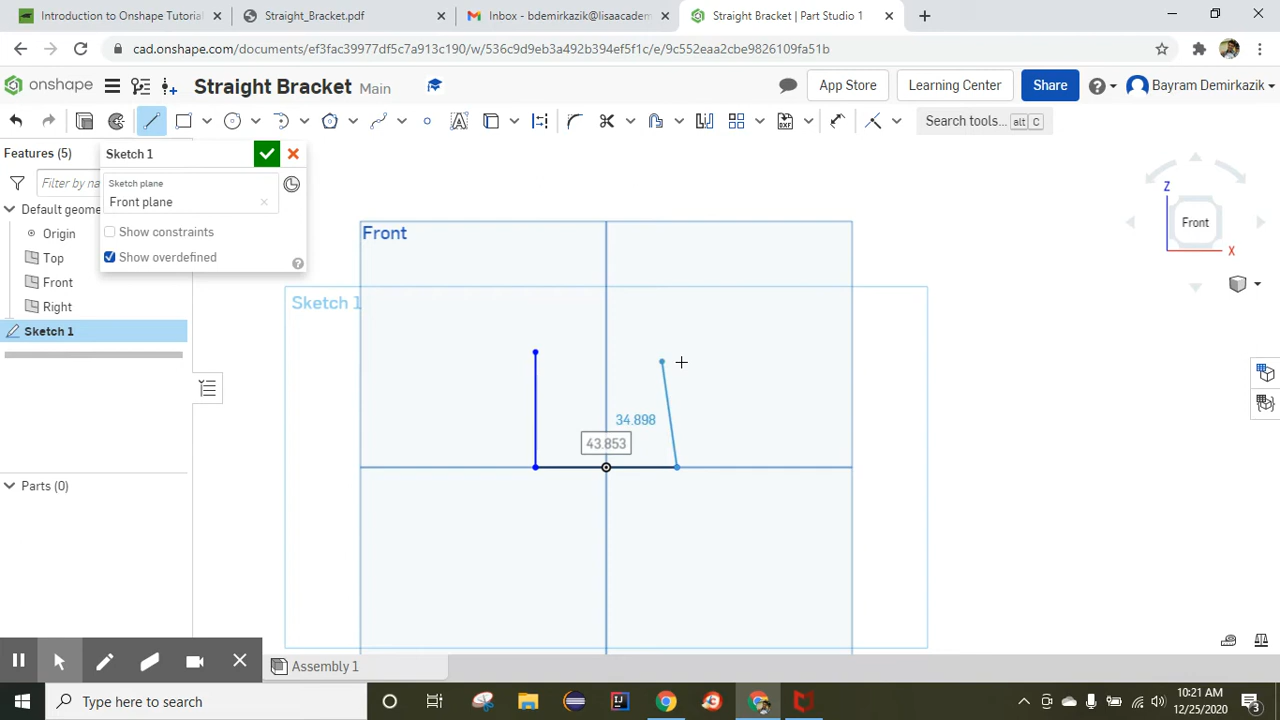 Introduction to Onshape Tutorial
Straight_Bracket.pdf
Inbox - bdemirkazik@lisaacadem
Straight Bracket | Part Studio 1
cad.onshape.com/documents/ef3fac39977df5c7a913c190/w/536c9d9eb3a492b394ef5f1c/e/9c552eaa2cbe9826109fa51b
onshape
Straight Bracket Main
App Store
Learning Center
Share
Bayram Demirkazik
Search tools... alt C
Features (5)
Sketch 1
Filter by na
Sketch plane
Front plane
Default geome
Origin
Show constraints
Top
Show overdefined
Front
Right
Sketch 1
Parts (0)
Front
Sketch 1
34.898
43.853
Z
Front
X
Assembly 1
Type here to search
10:21 AM
12/25/2020
3